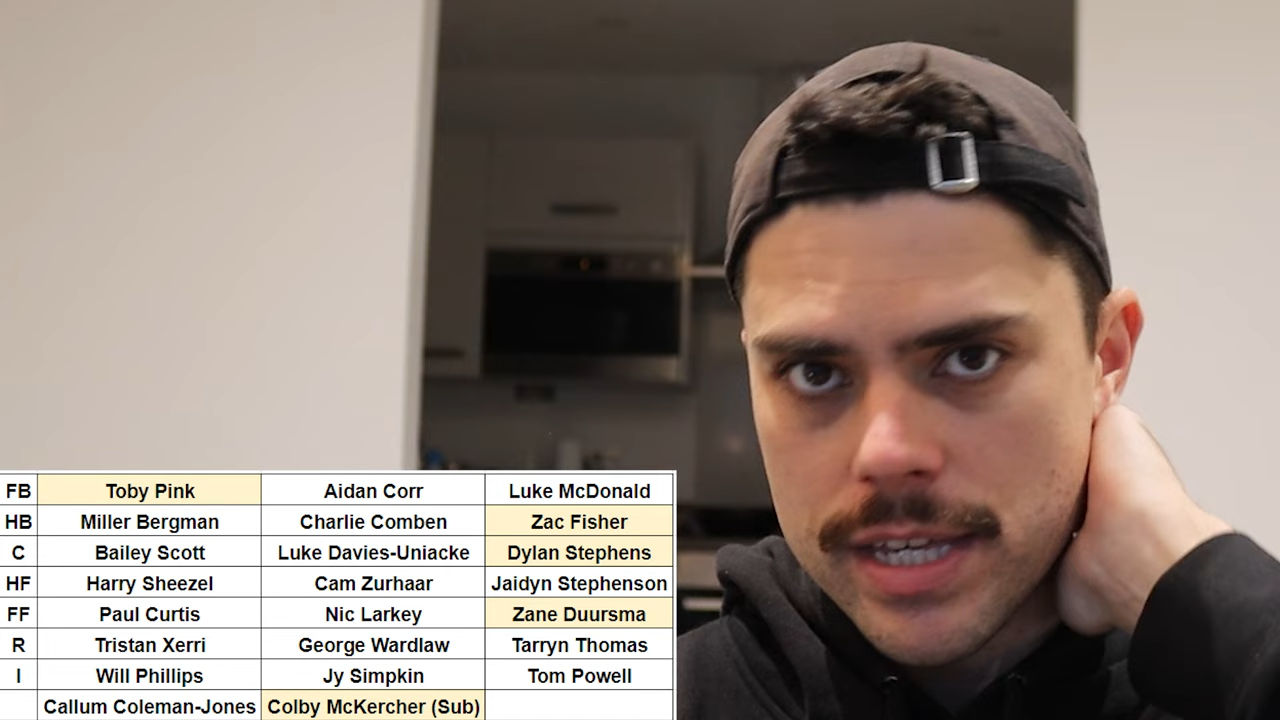 FB Toby Pink Aidan Corr Luke McDonald
HB Miller Bergman Charlie Comben Zac Fisher
C Bailey Scott Luke Davies-Uniacke Dylan Stephens
HF Harry Sheezel Cam Zurhaar Jaidyn Stephenson
FF Paul Curtis Nic Larkey Zane Duursma
R Tristan Xerri George Wardlaw Tarryn Thomas
I Will Phillips Jy Simpkin Tom Powell
Callum Coleman-Jones Colby McKercher (Sub)